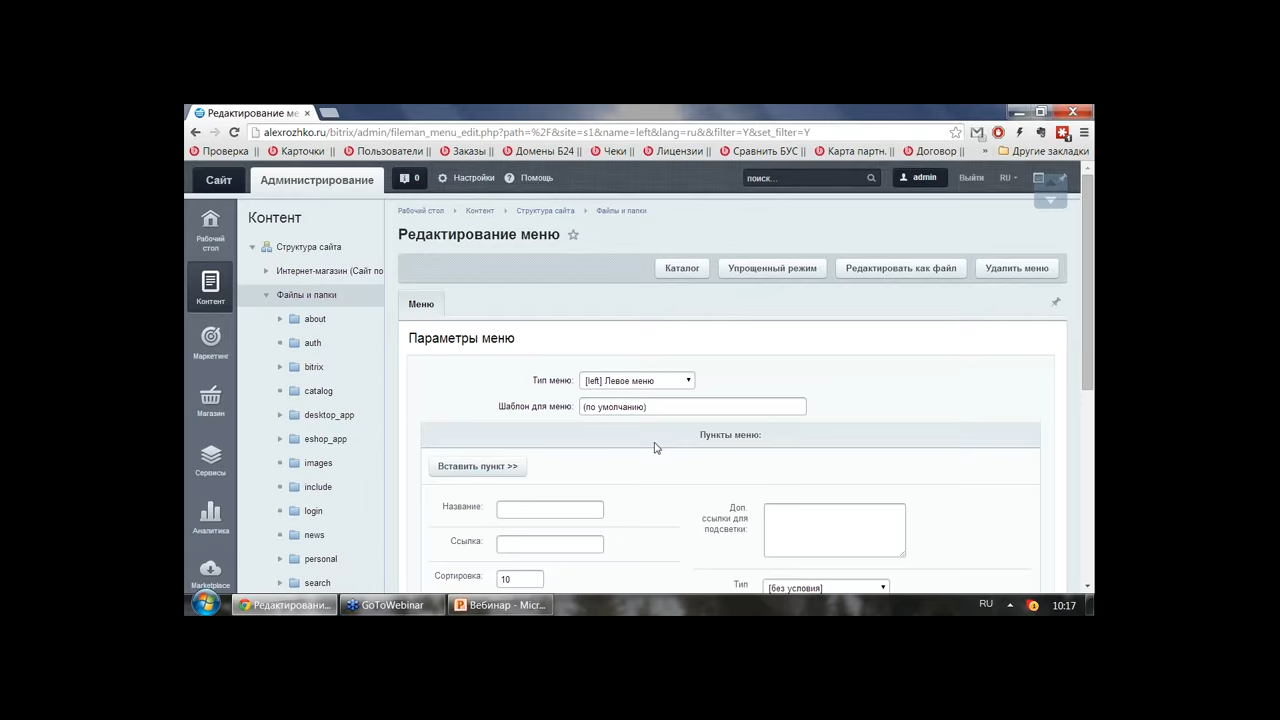 Редактирование ме
alexrozhko.ru/bitrix/admin/fileman_menu_edit.php?path=%2F&site=s1&name=left&lang=ru&&filter=Y&set_filter=Y
Проверка || Карточки || Пользователи || Заказы || Домены Б24 || Чеки || Лицензии || Сравнить БУС || Карта партн. || Договор || » Другие закладки
Сайт Администрирование 0 Настройки Помощь поиск... admin Выйти RU
Рабочий стол Контент Структура сайта Файлы и папки
Редактирование меню
Каталог Упрощенный режим Редактировать как файл Удалить меню
Рабочий стол
Контент
Маркетинг
Магазин
Сервисы
Аналитика
Marketplace
Контент
Структура сайта
Интернет-магазин (Сайт по
Файлы и папки
about
auth
bitrix
catalog
desktop_app
eshop_app
images
include
login
news
personal
search
Меню
Параметры меню
Тип меню: [left] Левое меню
Шаблон для меню: (по умолчанию)
Пункты меню:
Вставить пункт >>
Название:
Ссылка:
Сортировка: 10
Доп.
ссылки для
подсветки:
Тип [без условия]
Редактировани... GoToWebinar Вебинар - Micr... RU 10:17